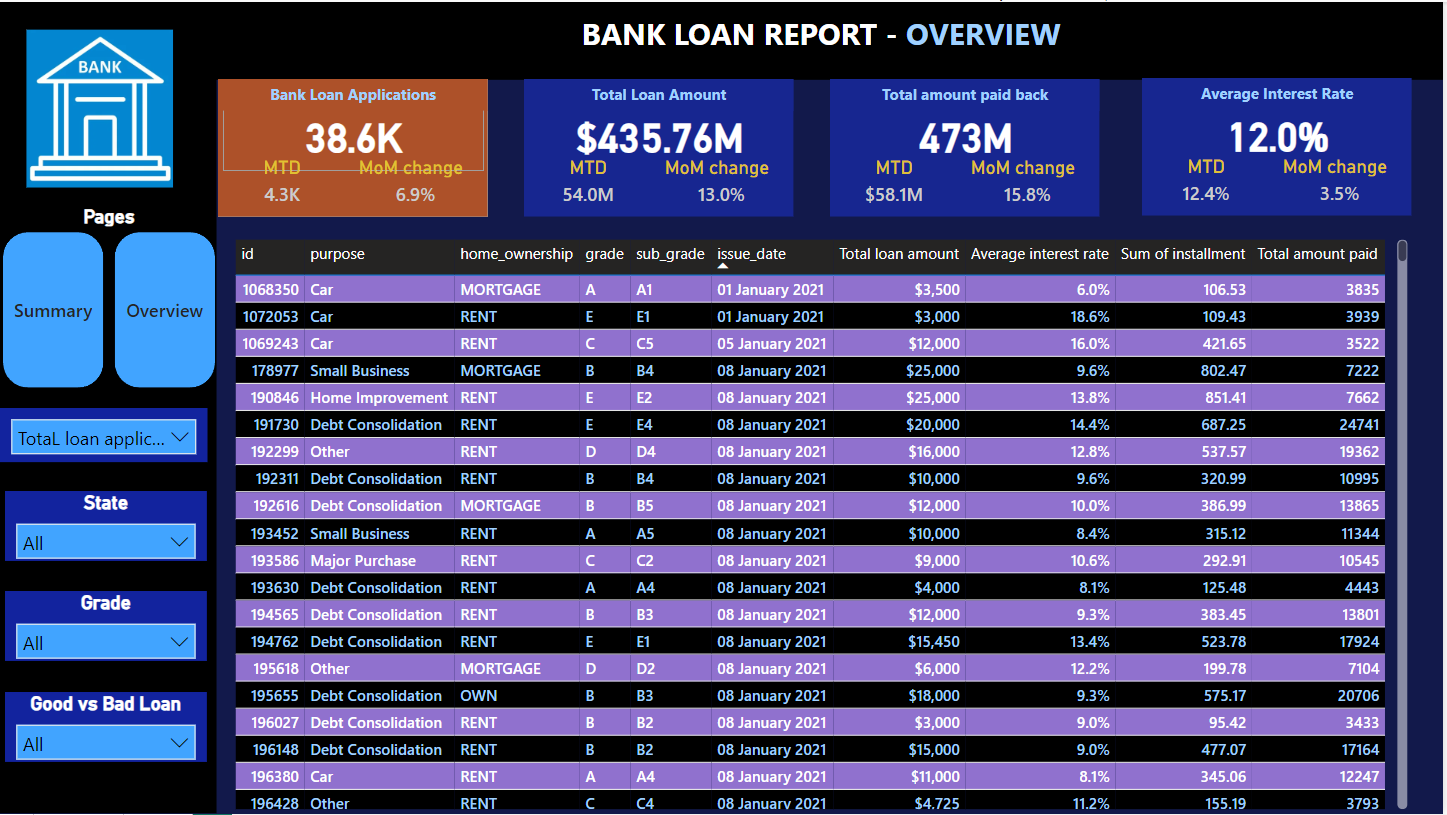 BANK LOAN REPORT - OVERVIEW
BANK
Bank Loan Applications
38.6K
MTD MoM change
4.3K 6.9%
Total Loan Amount
$435.76M
MTD MoM change
54.0M 13.0%
Total amount paid back
473M
MTD MoM change
$58.1M 15.8%
Average Interest Rate
12.0%
MTD MoM change
12.4% 3.5%
Pages
Summary Overview
TotaL loan applic...
State
All
Grade
All
Good vs Bad Loan
All
id purpose home_ownership grade sub_grade issue_date Total loan amount Average interest rate Sum of installment Total amount paid
1068350 Car MORTGAGE A A1 01 January 2021 $3,500 6.0% 106.53 3835
1072053 Car RENT E E1 01 January 2021 $3,000 18.6% 109.43 3939
1069243 Car RENT C C5 05 January 2021 $12,000 16.0% 421.65 3522
178977 Small Business MORTGAGE B B4 08 January 2021 $25,000 9.6% 802.47 7222
190846 Home Improvement RENT E E2 08 January 2021 $25,000 13.8% 851.41 7662
191730 Debt Consolidation RENT E E4 08 January 2021 $20,000 14.4% 687.25 24741
192299 Other RENT D D4 08 January 2021 $16,000 12.8% 537.57 19362
192311 Debt Consolidation RENT B B4 08 January 2021 $10,000 9.6% 320.99 10995
192616 Debt Consolidation MORTGAGE B B5 08 January 2021 $12,000 10.0% 386.99 13865
193452 Small Business RENT A A5 08 January 2021 $10,000 8.4% 315.12 11344
193586 Major Purchase RENT C C2 08 January 2021 $9,000 10.6% 292.91 10545
193630 Debt Consolidation RENT A A4 08 January 2021 $4,000 8.1% 125.48 4443
194565 Debt Consolidation RENT B B3 08 January 2021 $12,000 9.3% 383.45 13801
194762 Debt Consolidation RENT E E1 08 January 2021 $15,450 13.4% 523.78 17924
195618 Other MORTGAGE D D2 08 January 2021 $6,000 12.2% 199.78 7104
195655 Debt Consolidation OWN B B3 08 January 2021 $18,000 9.3% 575.17 20706
196027 Debt Consolidation RENT B B2 08 January 2021 $3,000 9.0% 95.42 3433
196148 Debt Consolidation RENT B B2 08 January 2021 $15,000 9.0% 477.07 17164
196380 Car RENT A A4 08 January 2021 $11,000 8.1% 345.06 12247
196428 Other RENT C C4 08 January 2021 $4,725 11.2% 155.19 3793